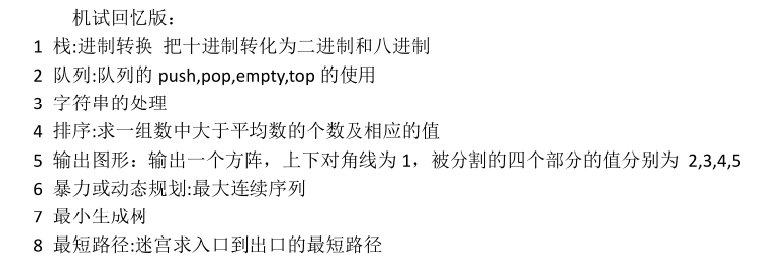 机试回忆版：
1 栈:进制转换 把十进制转化为二进制和八进制
2 队列:队列的 push,pop,empty,top 的使用
3 字符串的处理
4 排序:求一组数中大于平均数的个数及相应的值
5 输出图形：输出一个方阵，上下对角线为 1，被分割的四个部分的值分别为 2,3,4,5
6 暴力或动态规划:最大连续序列
7 最小生成树
8 最短路径:迷宫求入口到出口的最短路径